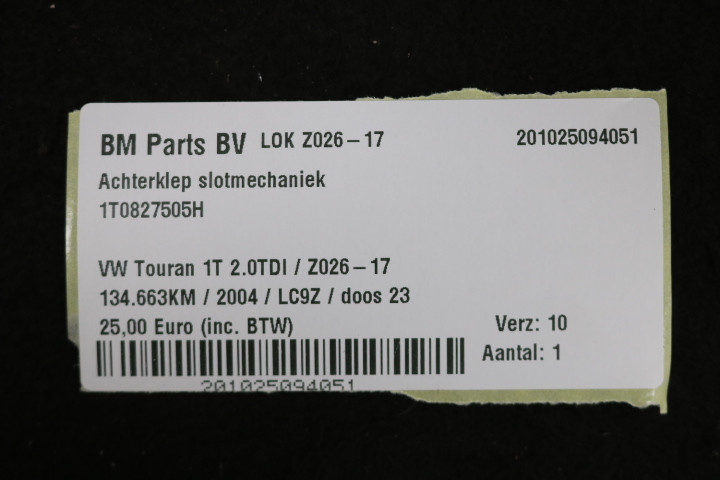 BM Parts BV LOK Z026-17 201025094051
Achterklep slotmechaniek
1T0827505H
VW Touran 1T 2.0TDI / Z026-17
134.663KM / 2004 / LC9Z / doos 23
25,00 Euro (inc. BTW) Verz: 10
Aantal: 1
201025094051